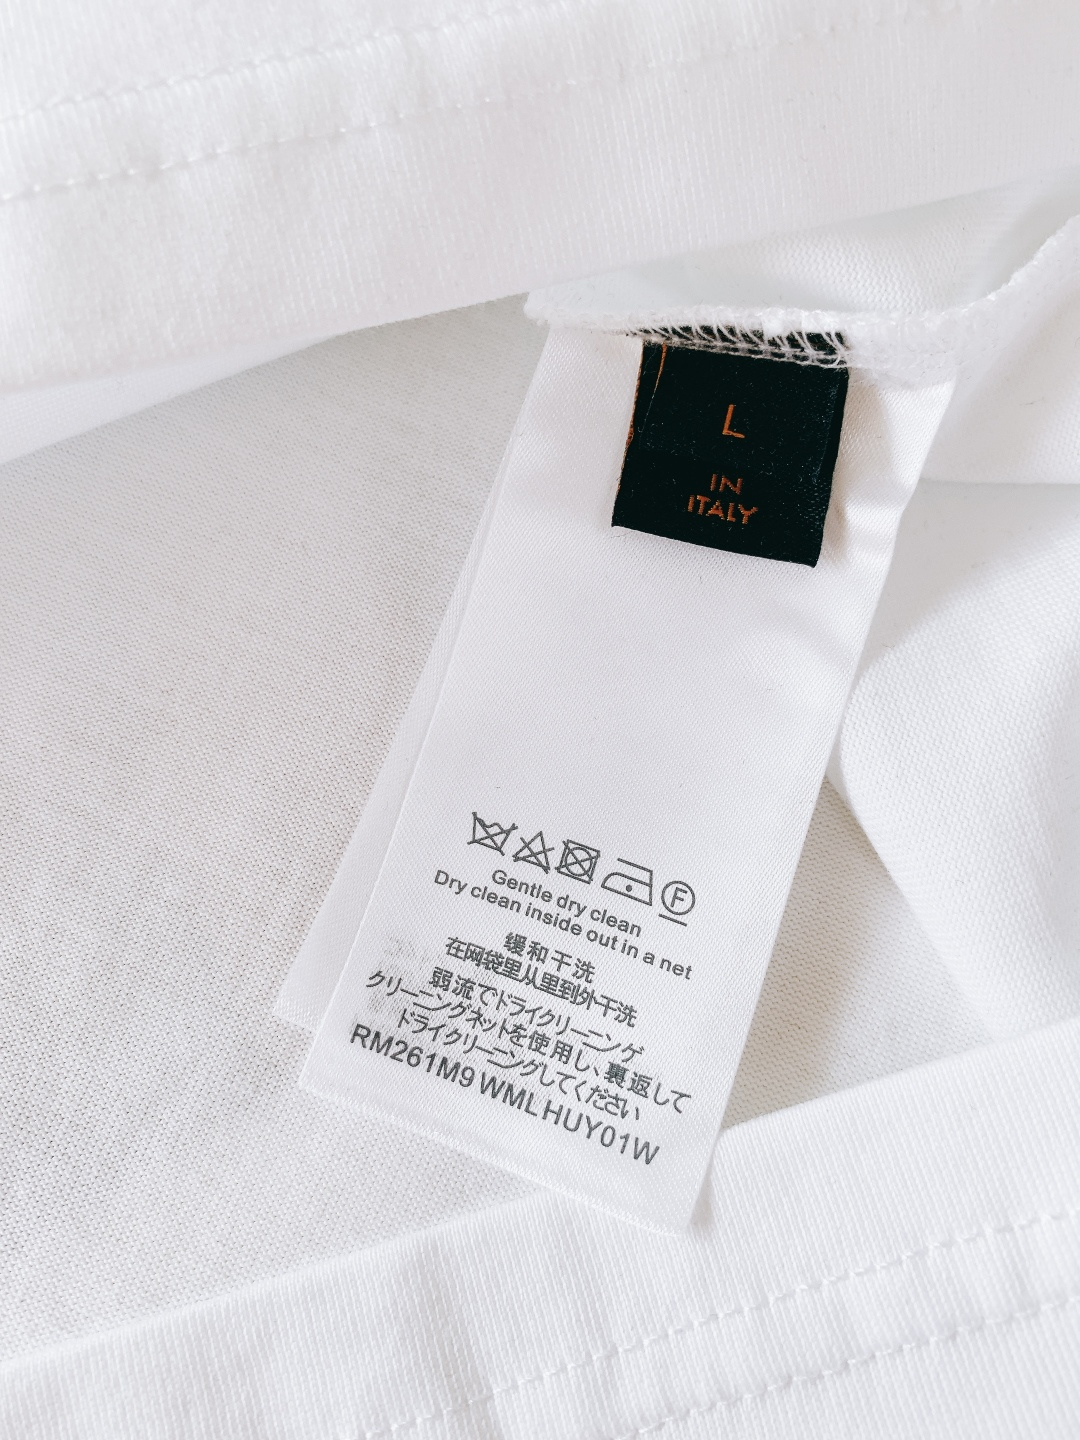 L
IN
ITALY
F
Gentle dry clean
Dry clean inside out in a net
缓和干洗
在网袋里从里到外干洗
弱流でドライクリーニンゲ
クリーニングネットを使用し、裏返して
ドライクリーニングしてください
RM261M9 WML HUY01W